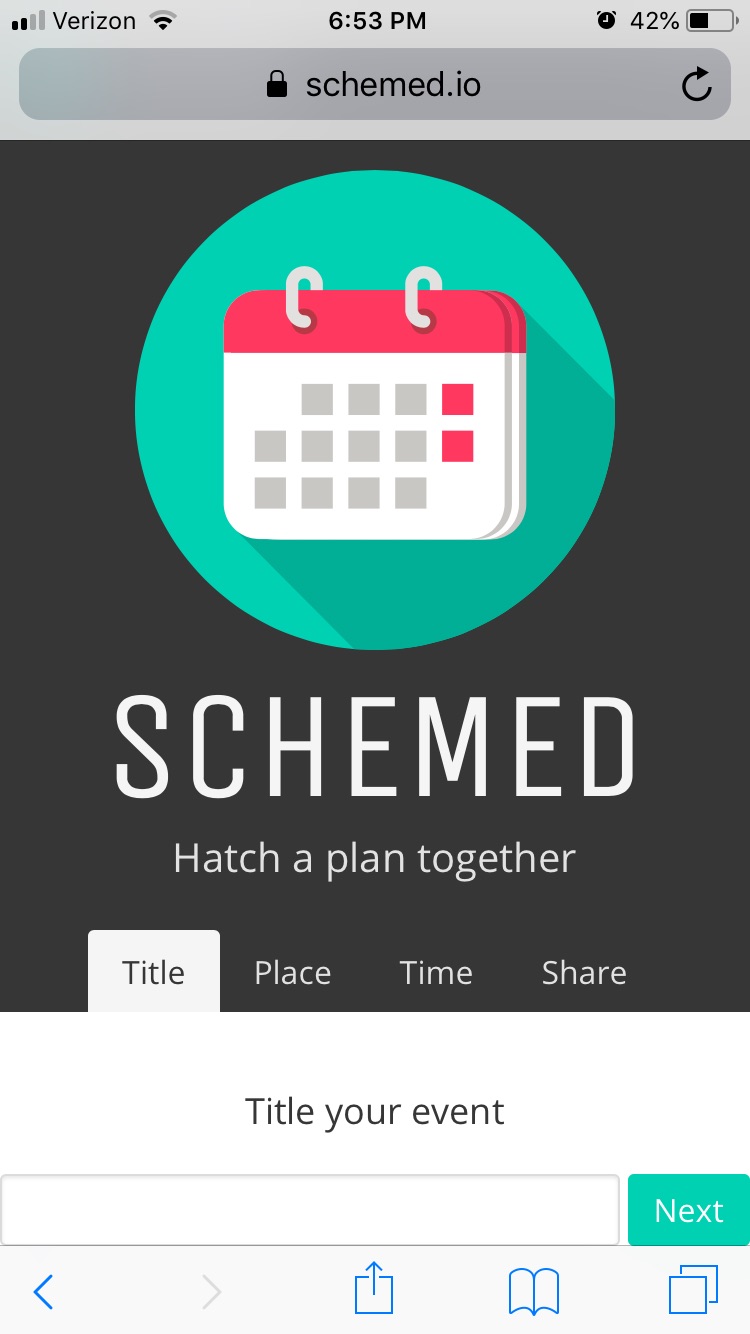 Verizon 6:53 PM 42%
schemed.io
SCHEMED
Hatch a plan together
Title Place Time Share
Title your event
Next